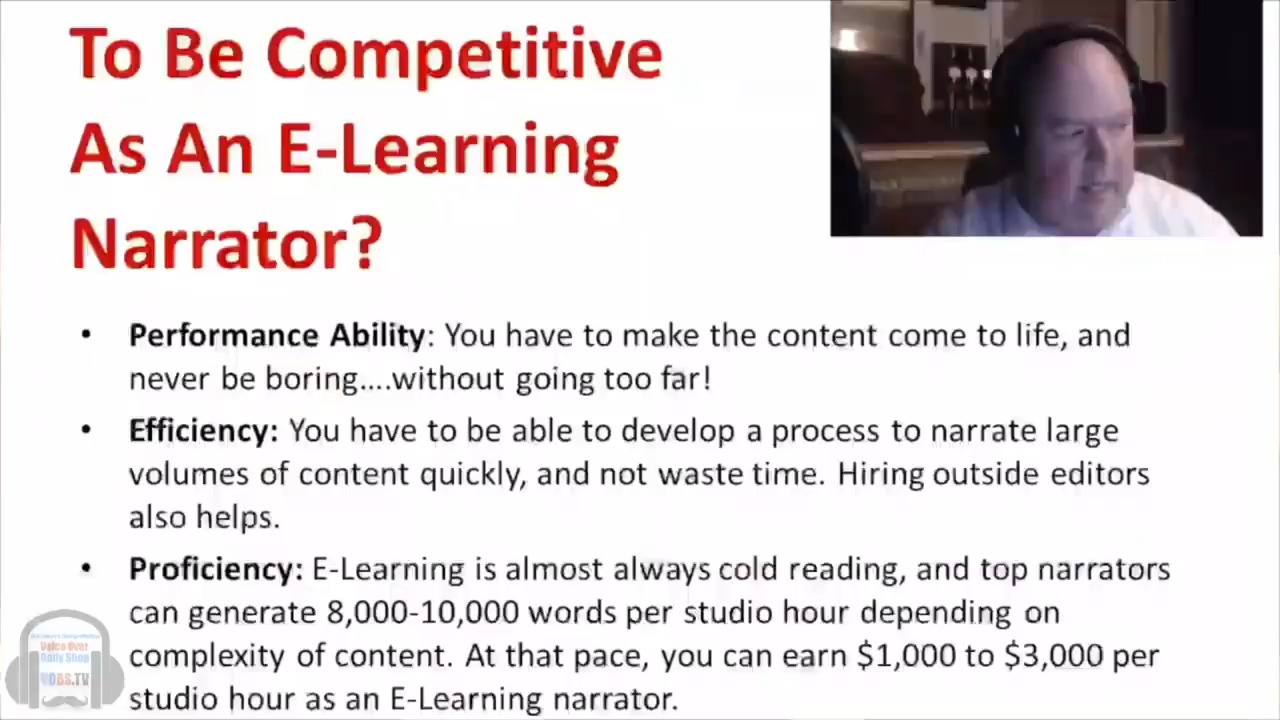 To Be Competitive
As An E-Learning
Narrator?
• Performance Ability: You have to make the content come to life, and
never be boring....without going too far!
• Efficiency: You have to be able to develop a process to narrate large
volumes of content quickly, and not waste time. Hiring outside editors
also helps.
• Proficiency: E-Learning is almost always cold reading, and top narrators
can generate 8,000-10,000 words per studio hour depending on
complexity of content. At that pace, you can earn $1,000 to $3,000 per
studio hour as an E-Learning narrator.
Voice Over
Body Shop
VOBS.TV